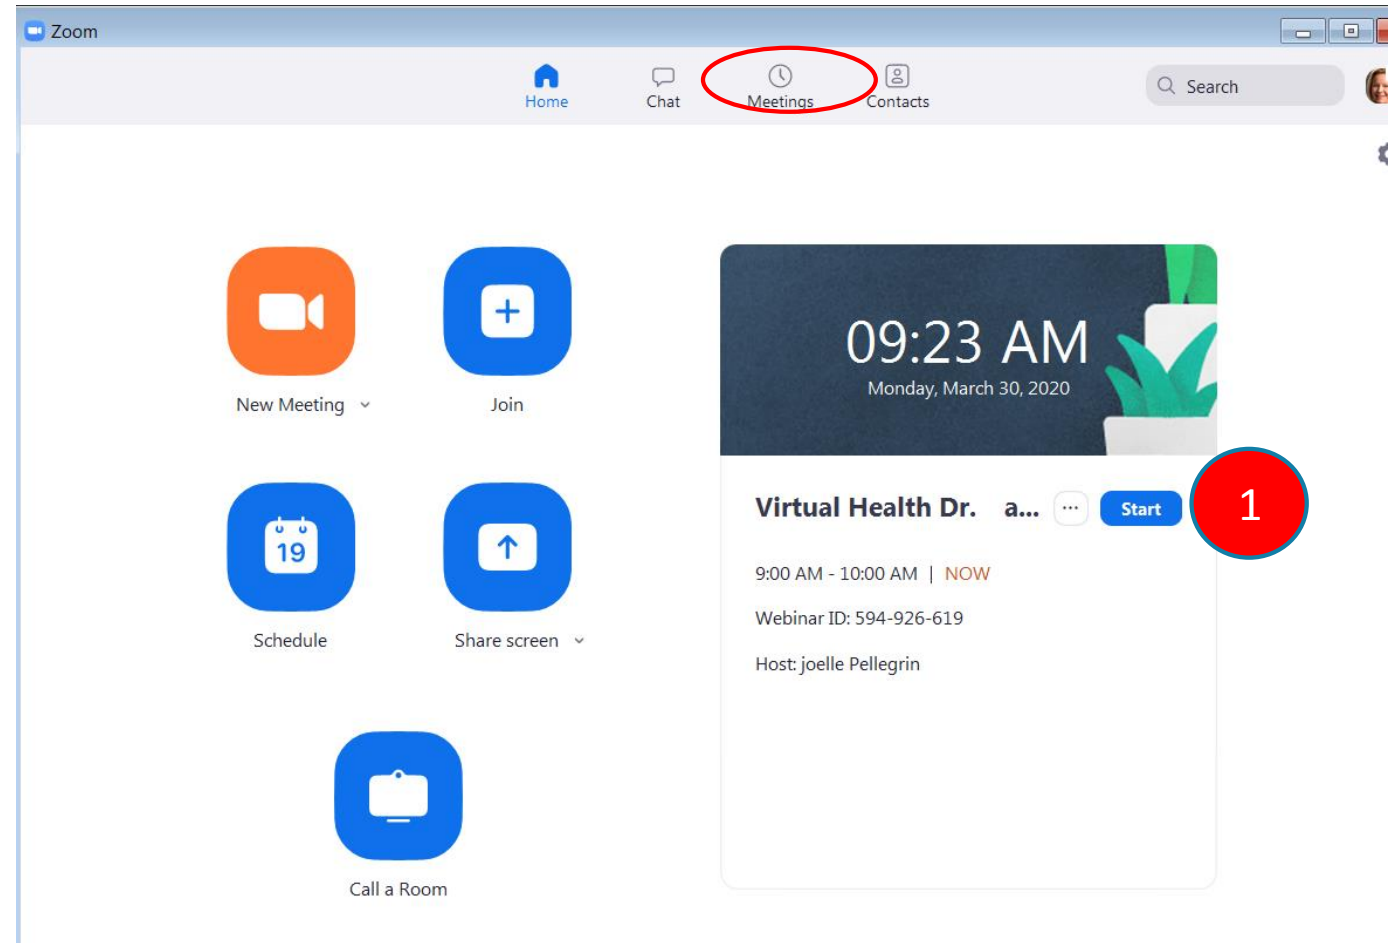 Zoom
Home
Chat
Meetings
Contacts
Search
09:23 AM
Monday, March 30, 2020
New Meeting
Join
Virtual Health Dr. a... ... Start
1
19
9:00 AM - 10:00 AM | NOW
Webinar ID: 594-926-619
Schedule
Share screen
Host: joelle Pellegrin
Call a Room